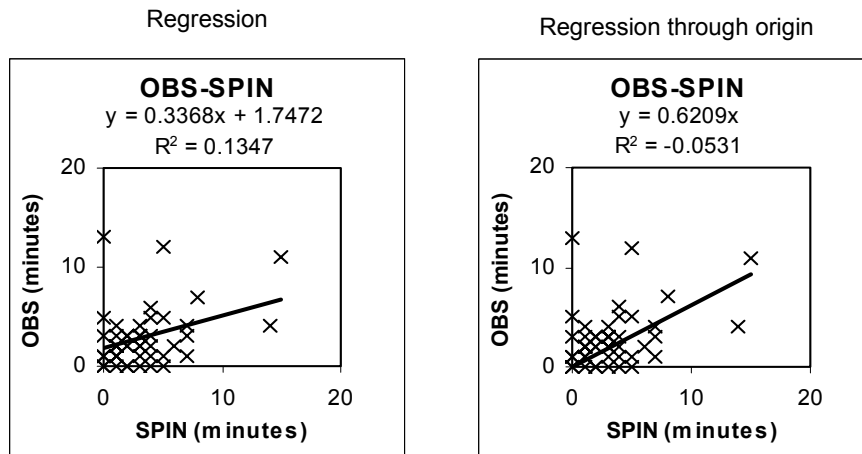 Regression
OBS-SPIN
y = 0.3368x + 1.7472
R² = 0.1347
20
10
0
0 10 20
OBS (minutes)
SPIN (minutes)
Regression through origin
OBS-SPIN
y = 0.6209x
R² = -0.0531
20
10
0
0 10 20
OBS (minutes)
SPIN (minutes)